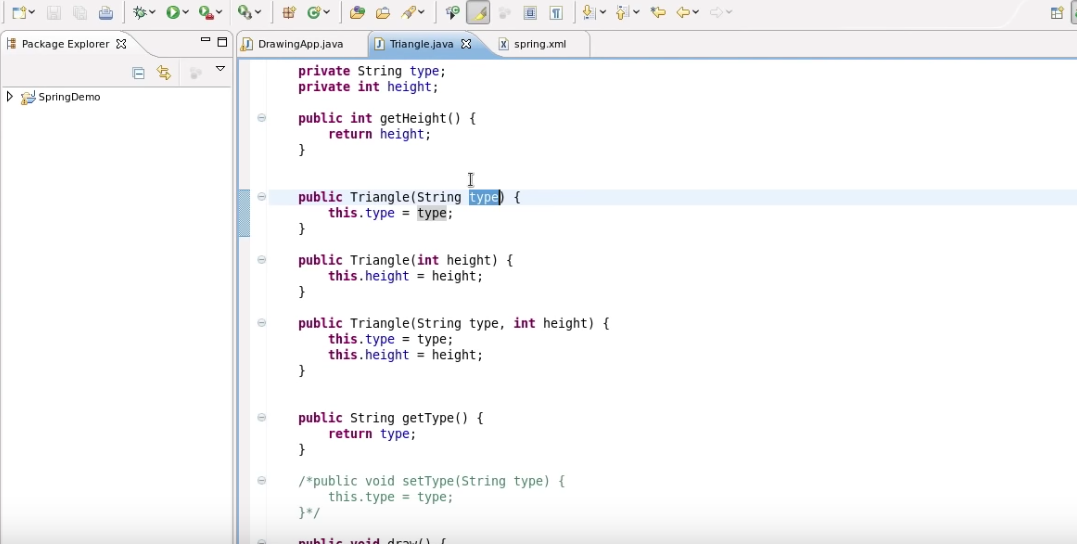 Package Explorer
DrawingApp.java
Triangle.java
spring.xml
SpringDemo
private String type;
private int height;
public int getHeight() {
return height;
}
public Triangle(String type) {
this.type = type;
}
public Triangle(int height) {
this.height = height;
}
public Triangle(String type, int height) {
this.type = type;
this.height = height;
}
public String getType() {
return type;
}
/*public void setType(String type) {
this.type = type;
}*/
public void draw() {